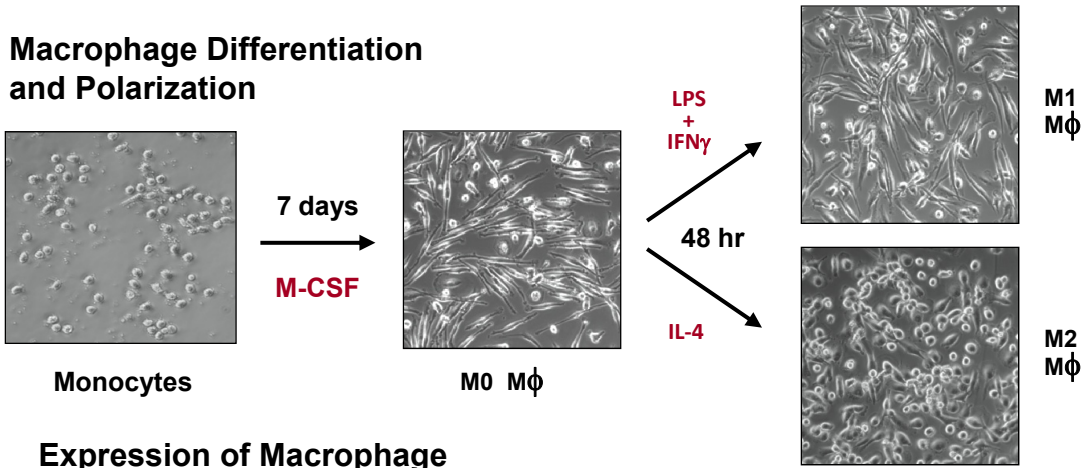 Macrophage Differentiation
and Polarization
7 days
M-CSF
Monocytes
M0 Mϕ
LPS
+
IFNγ
48 hr
IL-4
M1
Mϕ
M2
Mϕ
Expression of Macrophage